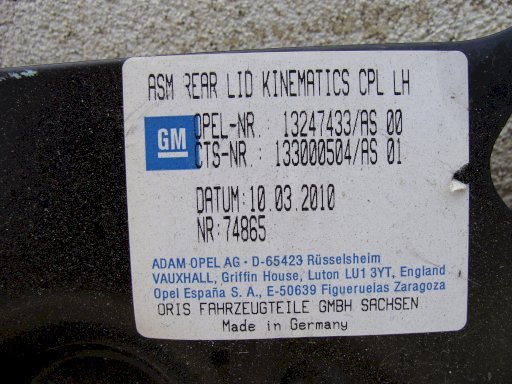 ASM REAR LID KINEMATICS CPL LH
GM
OPEL-NR. : 13247433/AS 00
CTS-NR. : 133000504/AS 01
DATUM: 10.03.2010
NR: 74865
ADAM OPEL AG · D-65423 Rüsselsheim
VAUXHALL, Griffin House, Luton LU1 3YT, England
Opel España S. A., E-50639 Figueruelas Zaragoza
ORIS FAHRZEUGTEILE GMBH SACHSEN
Made in Germany